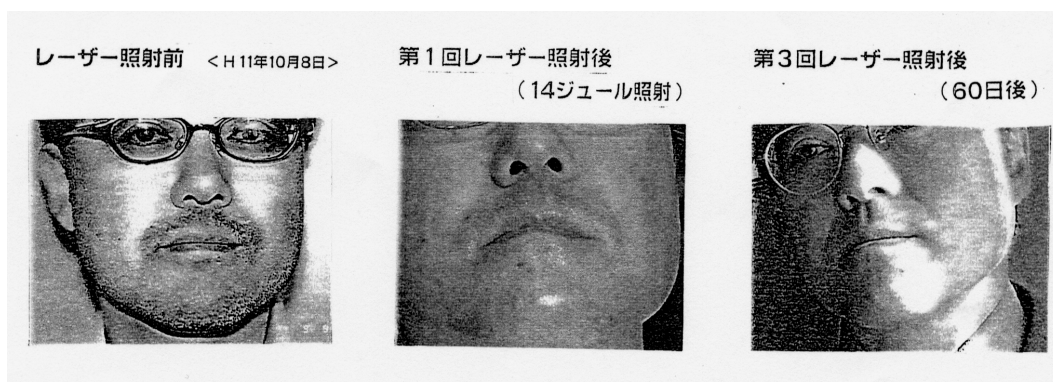 レーザー照射前 <H11年10月8日>
第1回レーザー照射後
(14ジュール照射)
第3回レーザー照射後
(60日後)